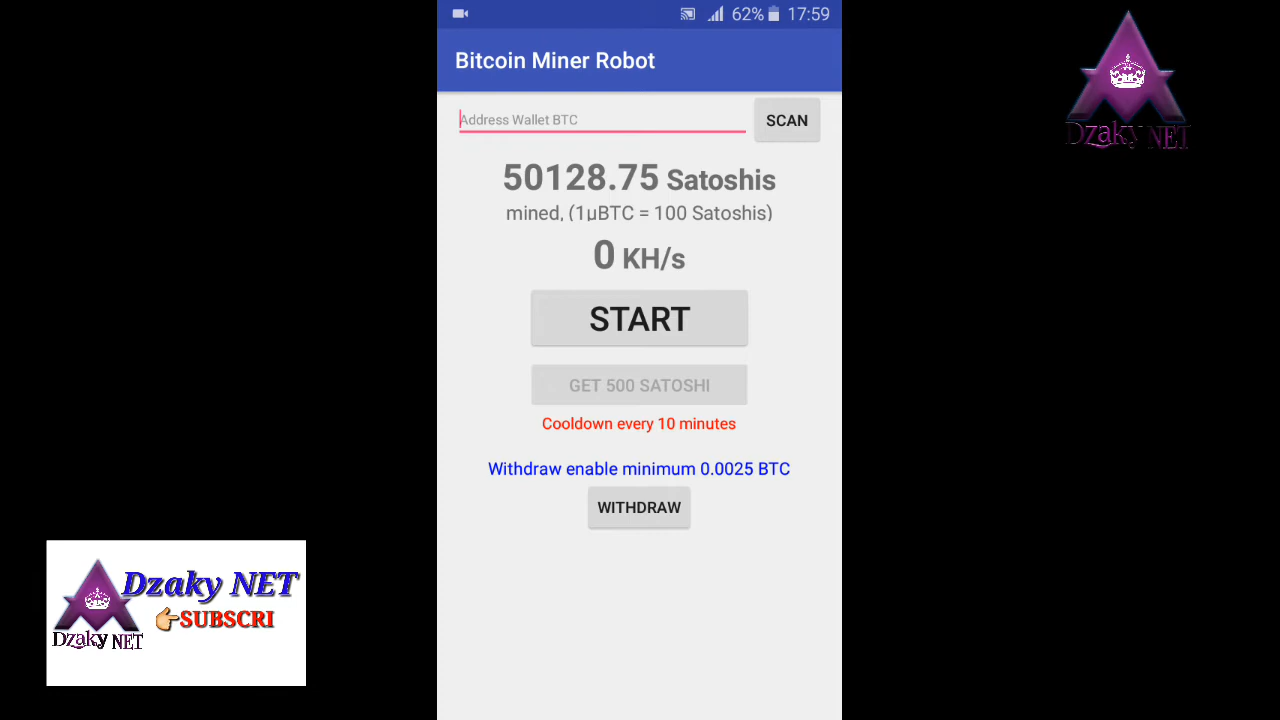 62% 17:59
Bitcoin Miner Robot
Address Wallet BTC
SCAN
50128.75 Satoshis
mined, (1µBTC = 100 Satoshis)
0 KH/s
START
GET 500 SATOSHI
Cooldown every 10 minutes
Withdraw enable minimum 0.0025 BTC
WITHDRAW
Dzaky NET
Dzaky NET
SUBSCRI
Dzaky NET